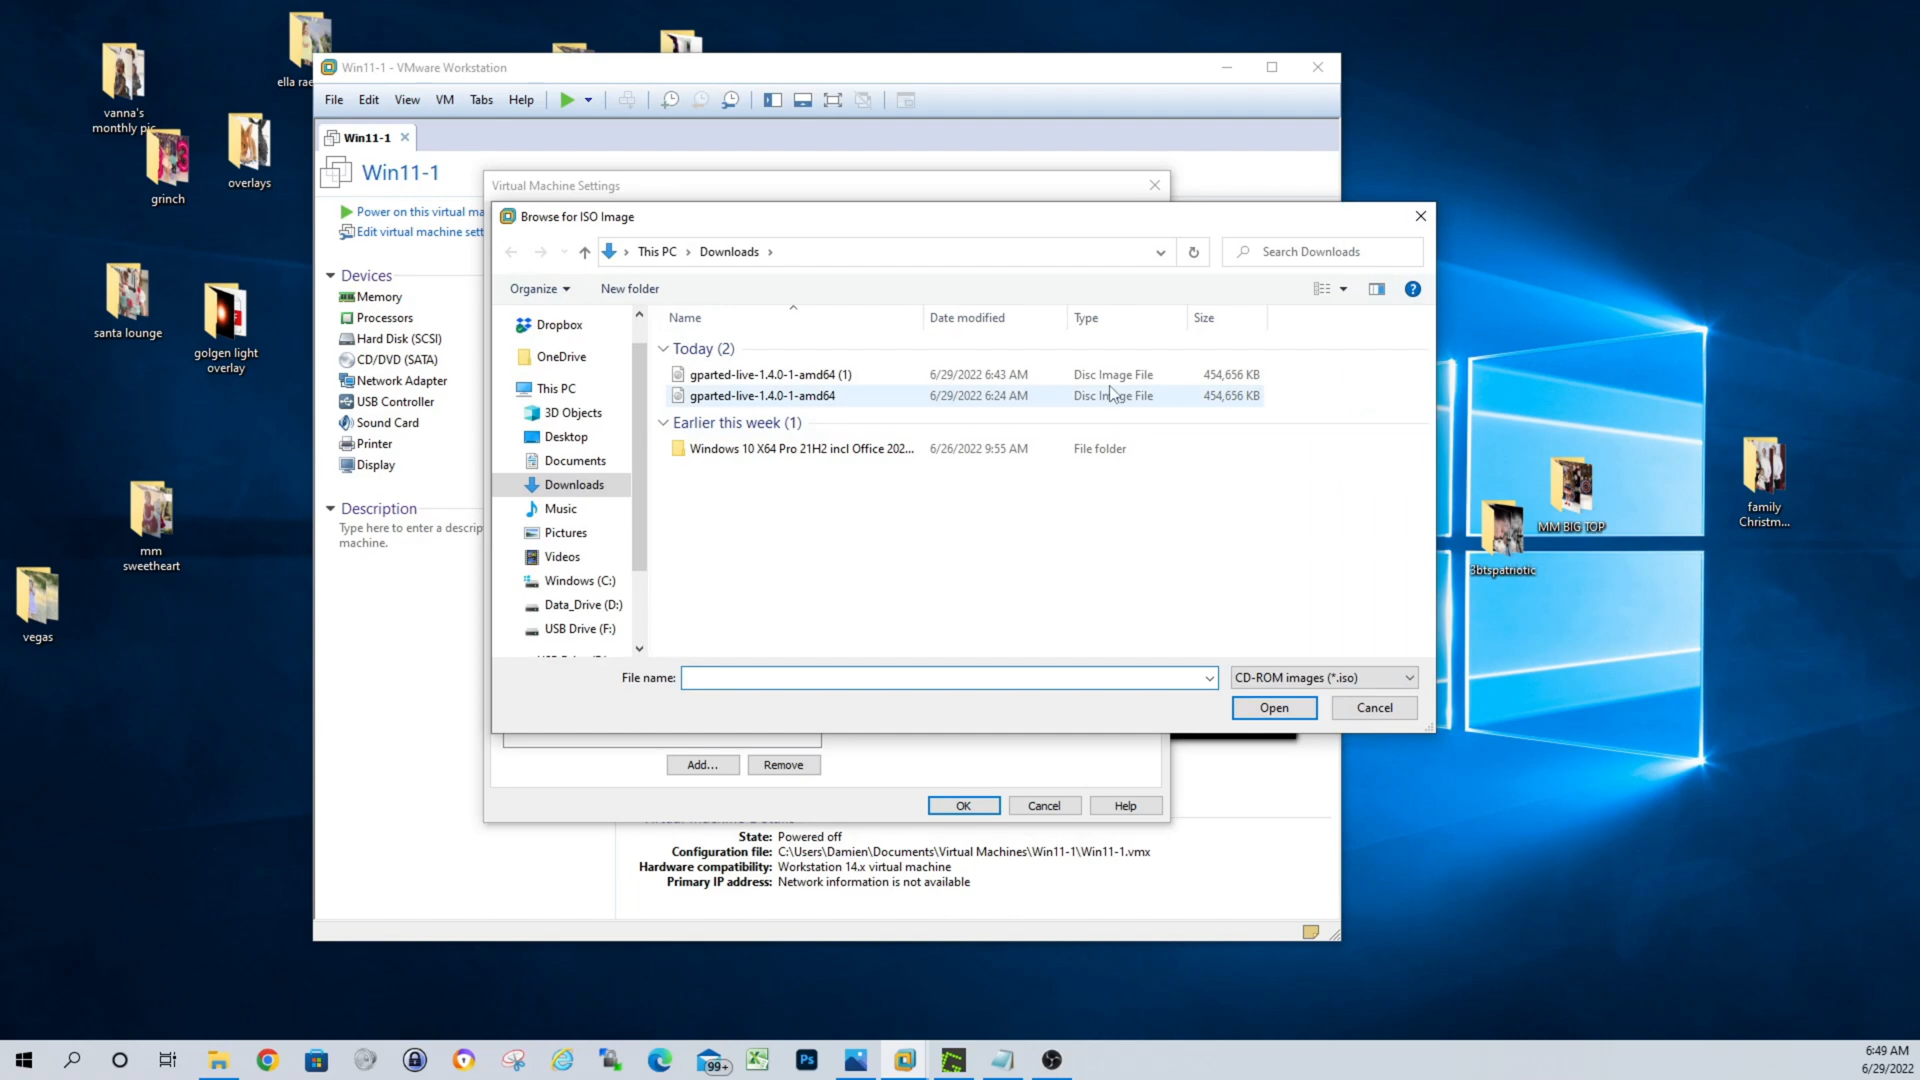 vanna's
monthly pic
ella rae
grinch
overlays
santa lounge
golgen light
overlay
mm
sweetheart
vegas
Win11-1 - VMware Workstation
File Edit View VM Tabs Help
Win11-1
Win11-1
Power on this virtual ma
Edit virtual machine sett
Devices
Memory
Processors
Hard Disk (SCSI)
CD/DVD (SATA)
Network Adapter
USB Controller
Sound Card
Printer
Display
Description
Type here to enter a descrip
machine.
Virtual Machine Settings
Browse for ISO Image
This PC > Downloads >
Search Downloads
Organize New folder
Dropbox
OneDrive
This PC
3D Objects
Desktop
Documents
Downloads
Music
Pictures
Videos
Windows (C:)
Data_Drive (D:)
USB Drive (F:)
Name Date modified Type Size
Today (2)
gparted-live-1.4.0-1-amd64 (1) 6/29/2022 6:43 AM Disc Image File 454,656 KB
gparted-live-1.4.0-1-amd64 6/29/2022 6:24 AM Disc Image File 454,656 KB
Earlier this week (1)
Windows 10 X64 Pro 21H2 incl Office 202... 6/26/2022 9:55 AM File folder
File name: CD-ROM images (*.iso)
Open Cancel
Add... Remove
OK Cancel Help
State: Powered off
Configuration file: C:\Users\Damien\Documents\Virtual Machines\Win11-1\Win11-1.vmx
Hardware compatibility: Workstation 14.x virtual machine
Primary IP address: Network information is not available
MM BIG TOP
3btspatriotic
family
Christm...
99+
Ps
6:49 AM
6/29/2022